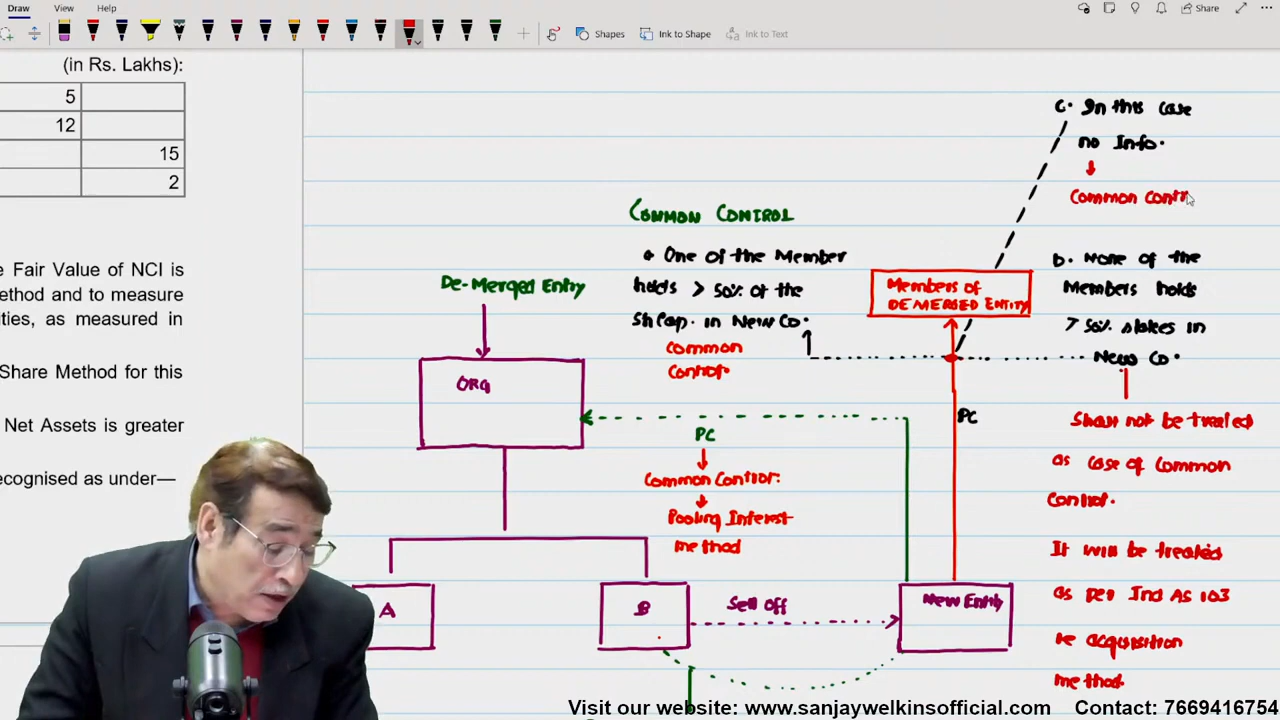 Draw
View
Help
Share
Shapes
Ink to Shape
Ink to Text
(in Rs. Lakhs):
5
12
15
2
e Fair Value of NCI is
ethod and to measure
ities, as measured in
Share Method for this
Net Assets is greater
ecognised as under—
COMMON CONTROL
One of the Member
holds > 50% of the
in New Co.
Common
Control
De-Merged Entity
ORG
PC
Common Control.
Pooling Interest
method
A
B
Sell Off
New Entity
Members of
DEMERGED ENTITY
PC
C. In this case
no Info.
Common Contr
D. None of the
Members holds
> 50% stakes in
New Co.
Shall not be treated
as case of Common
Control.
It will be treated
as per Ind AS 103
ie acquisition
method.
Visit our website: www.sanjaywelkinsofficial.com Contact: 7669416754